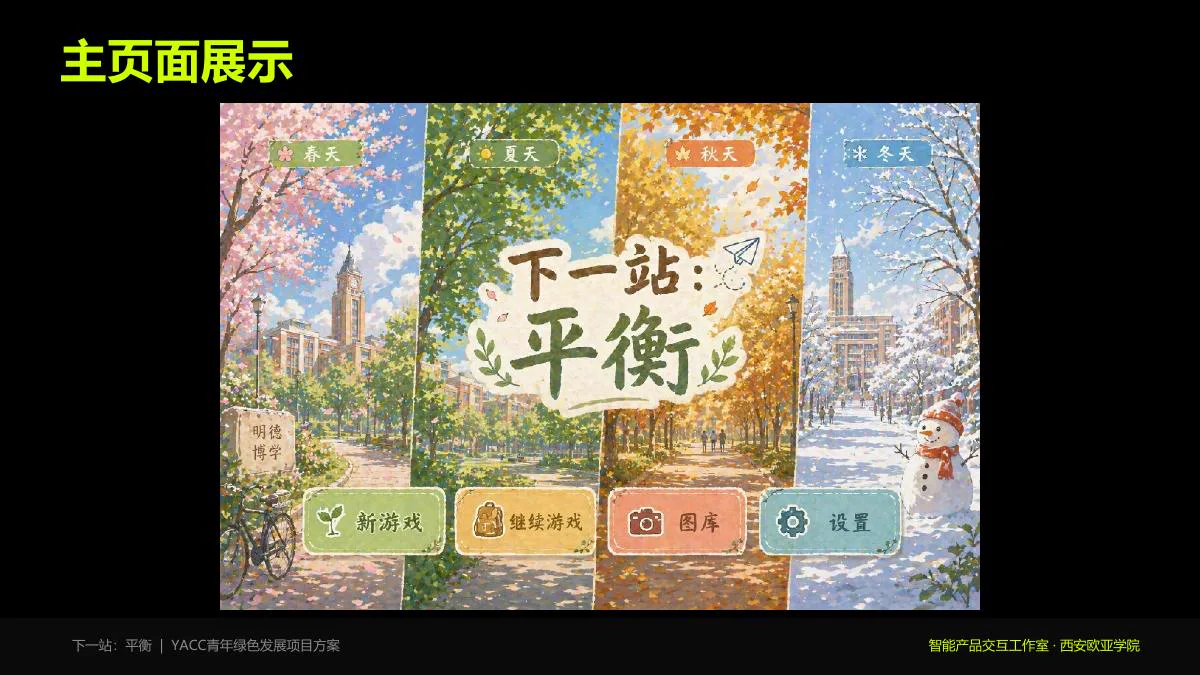 主页面展示
春天
夏天
秋天
冬天
下一站：
平衡
明德
博学
新游戏
继续游戏
图库
设置
下一站：平衡 | YACC青年绿色发展项目方案
智能产品交互工作室 · 西安欧亚学院